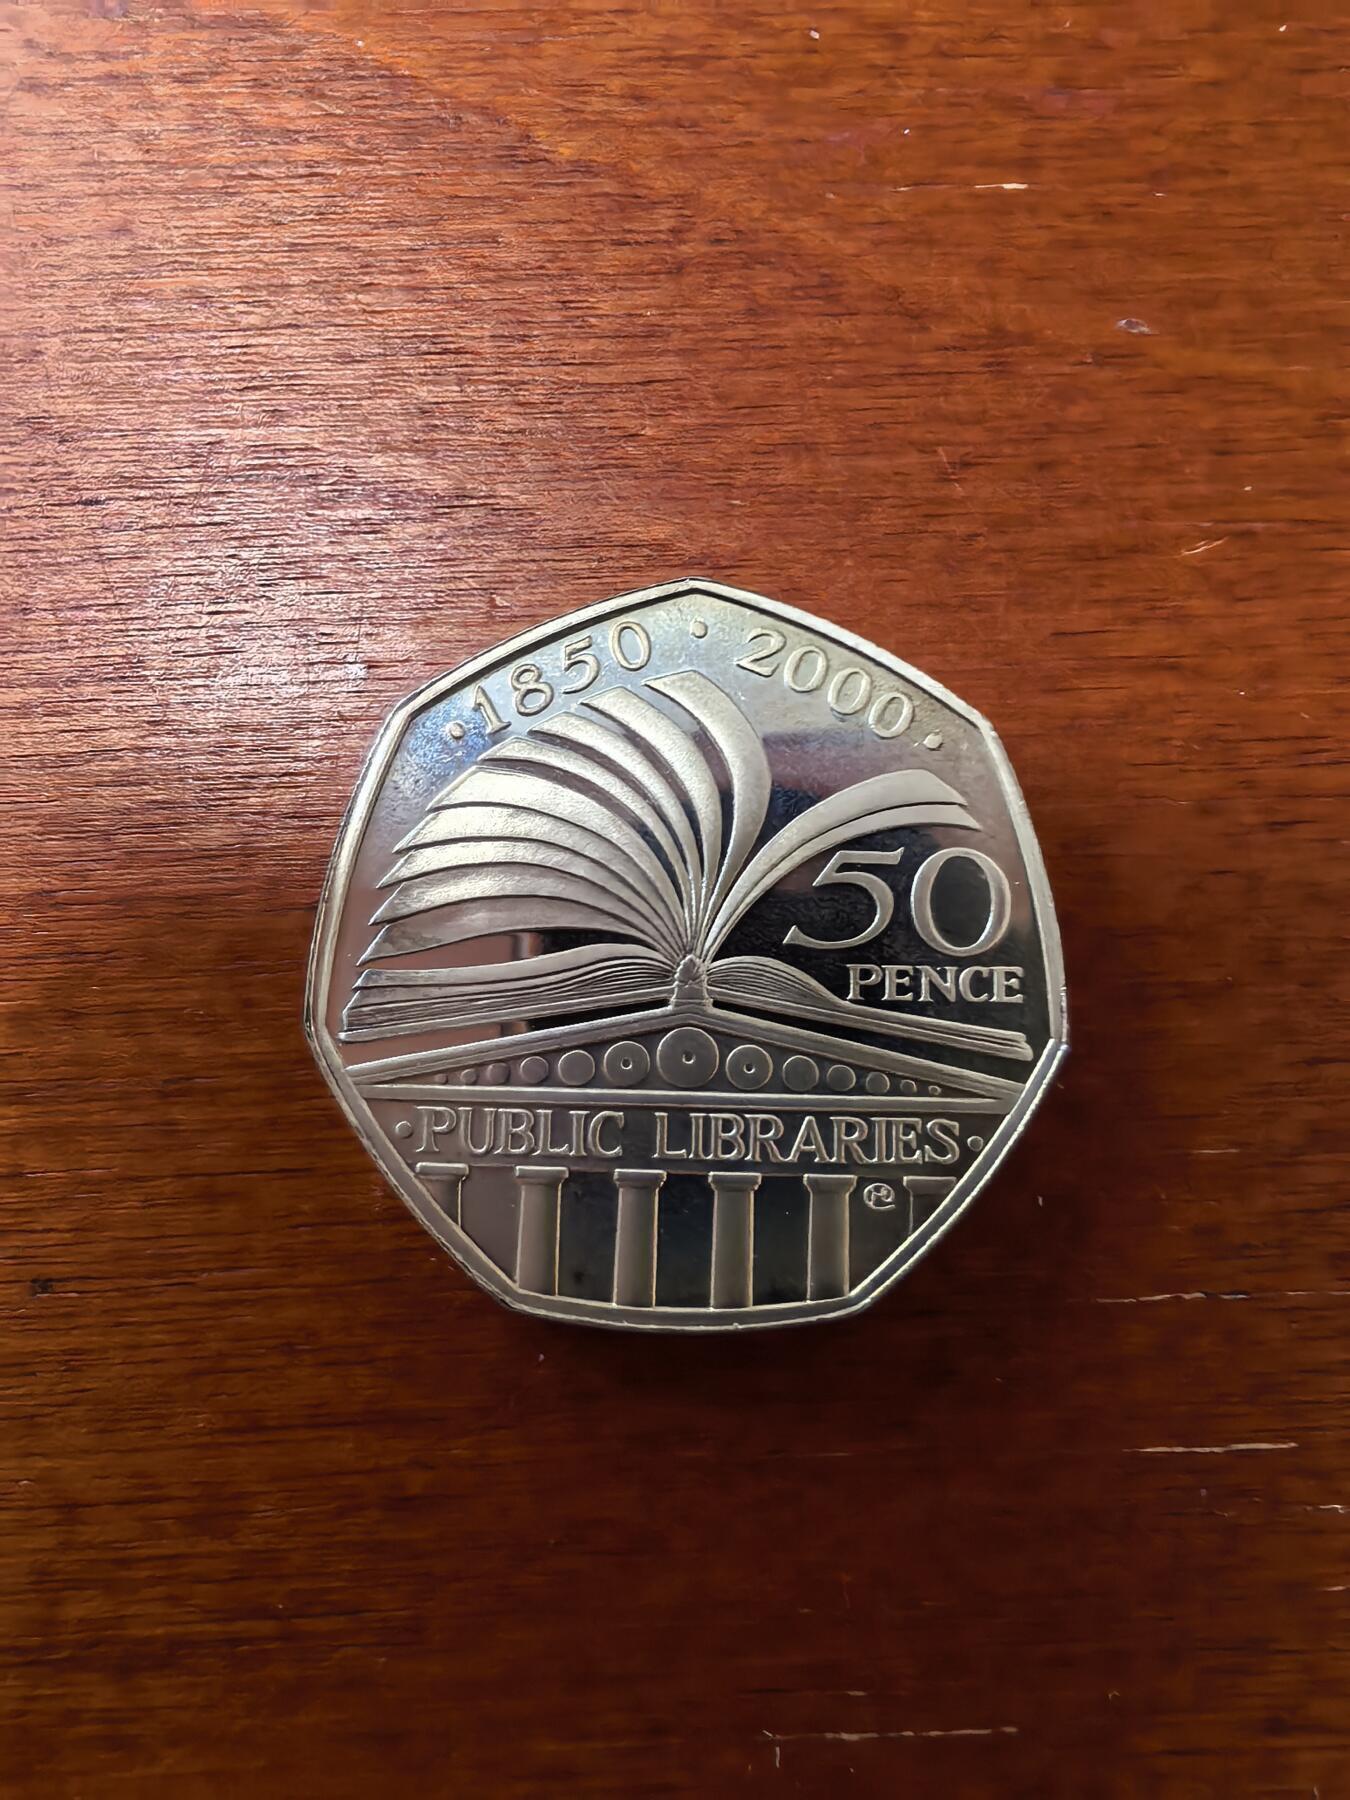 ·1850 · 2000·
50
PENCE
·PUBLIC LIBRARIES·